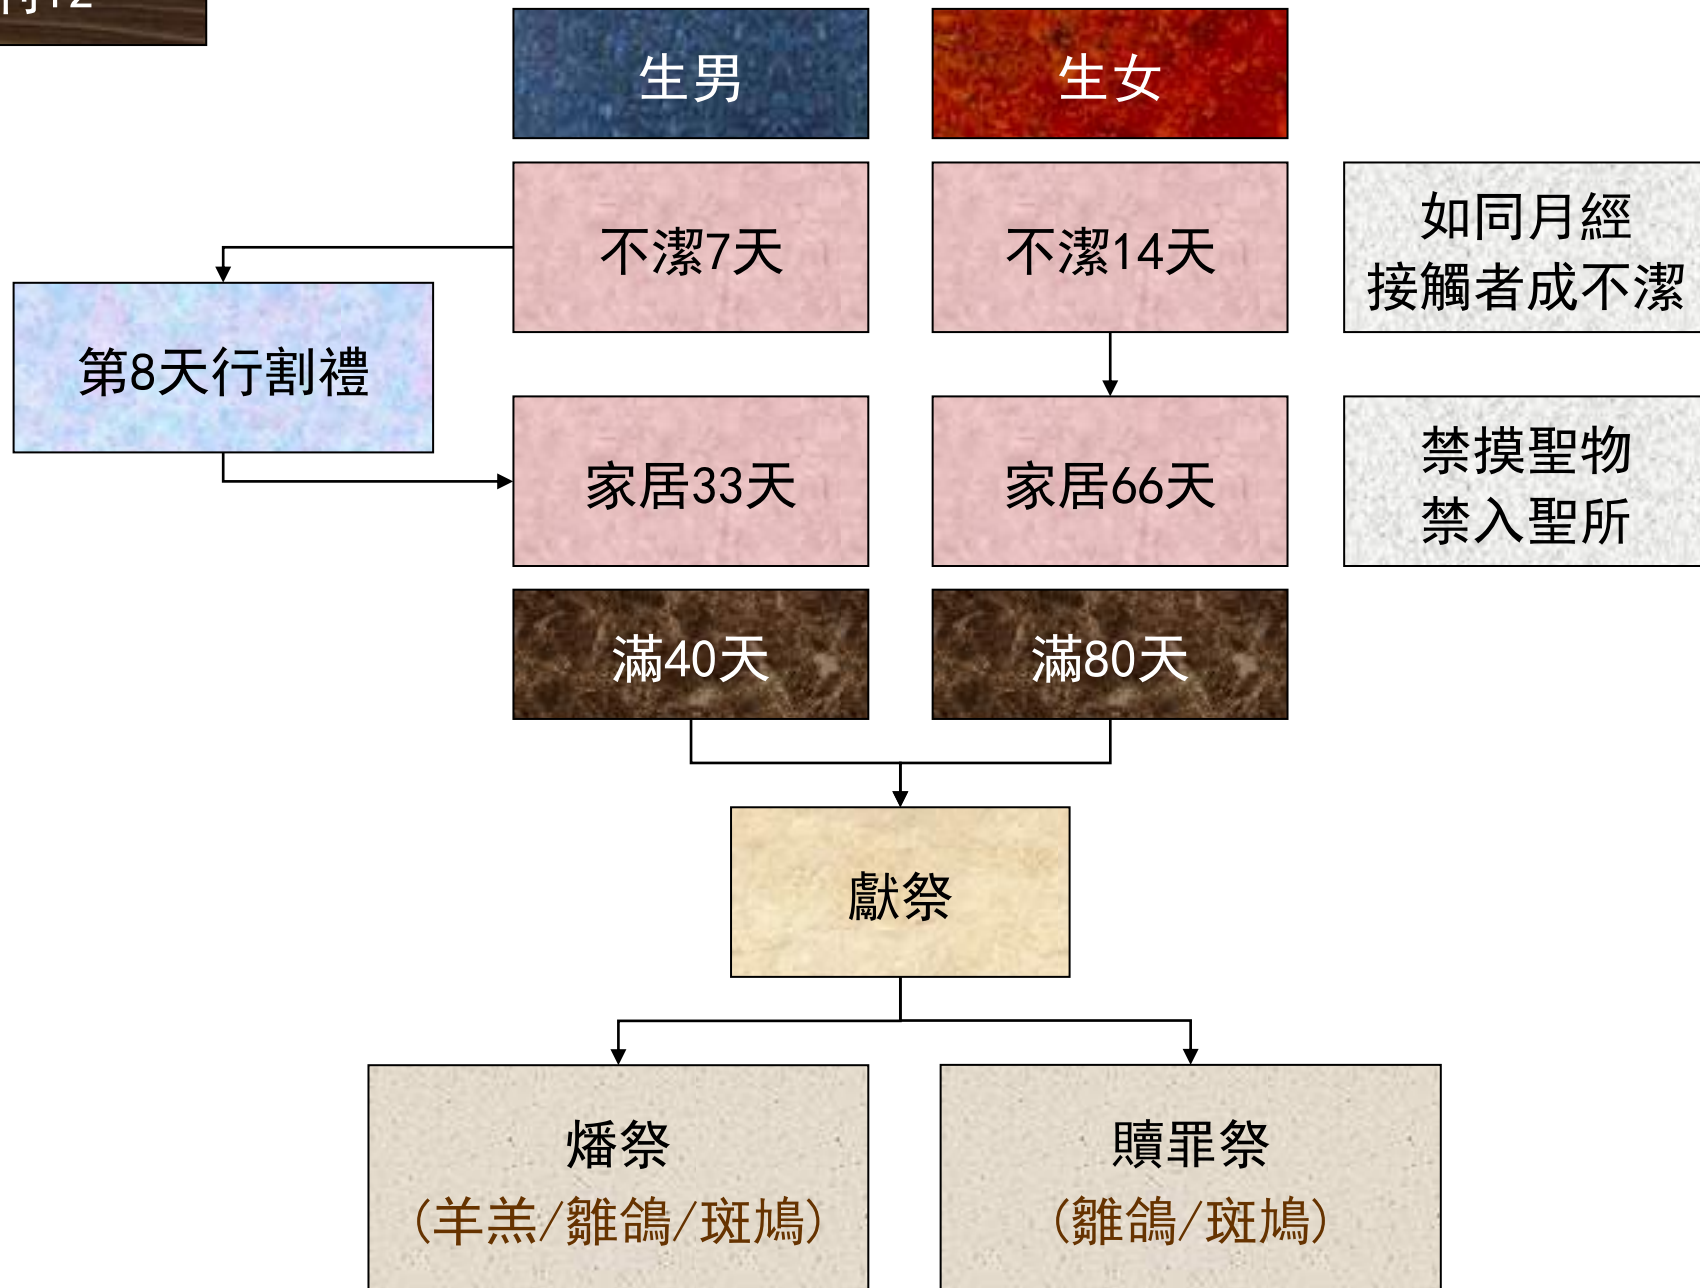 12
生男
生女
不潔7天
不潔14天
如同月經
接觸者成不潔
第8天行割禮
家居33天
家居66天
禁摸聖物
禁入聖所
滿40天
滿80天
獻祭
燔祭
(羊羔/雛鴿/斑鳩)
贖罪祭
(雛鴿/斑鳩)